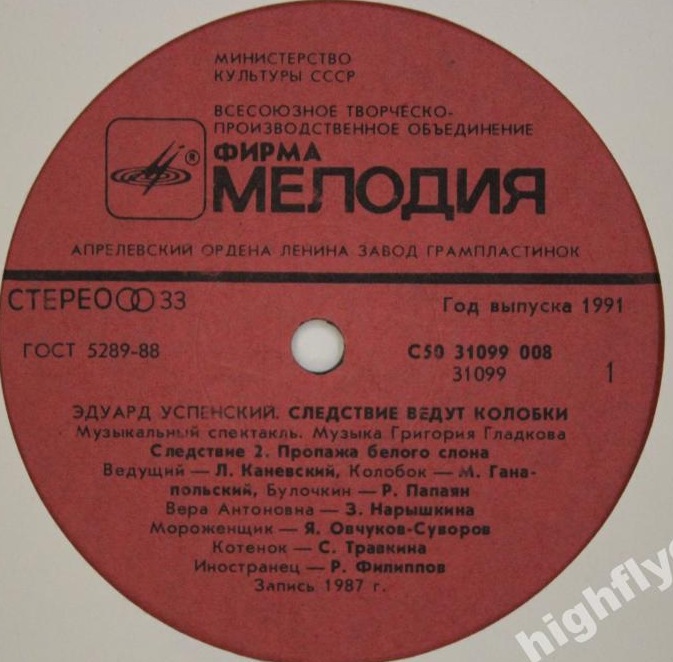 МИНИСТЕРСТВО
КУЛЬТУРЫ СССР
ВСЕСОЮЗНОЕ ТВОРЧЕСКО-
ПРОИЗВОДСТВЕННОЕ ОБЪЕДИНЕНИЕ
®
ФИРМА
МЕЛОДИЯ
АПРЕЛЕВСКИЙ ОРДЕНА ЛЕНИНА ЗАВОД ГРАМПЛАСТИНОК
СТЕРЕО 33
Год выпуска 1991
ГОСТ 5289-88
С50 31099 008
31099
1
ЭДУАРД УСПЕНСКИЙ. СЛЕДСТВИЕ ВЕДУТ КОЛОБКИ
Музыкальный спектакль. Музыка Григория Гладкова
Следствие 2. Пропажа белого слона
Ведущий — Л. Каневский, Колобок — М. Гана-
польский, Булочкин — Р. Папаян
Вера Антоновна — З. Нарышкина
Мороженщик — Я. Овчуков-Суворов
Котенок — С. Травкина
Иностранец — Р. Филиппов
Запись 1987 г.